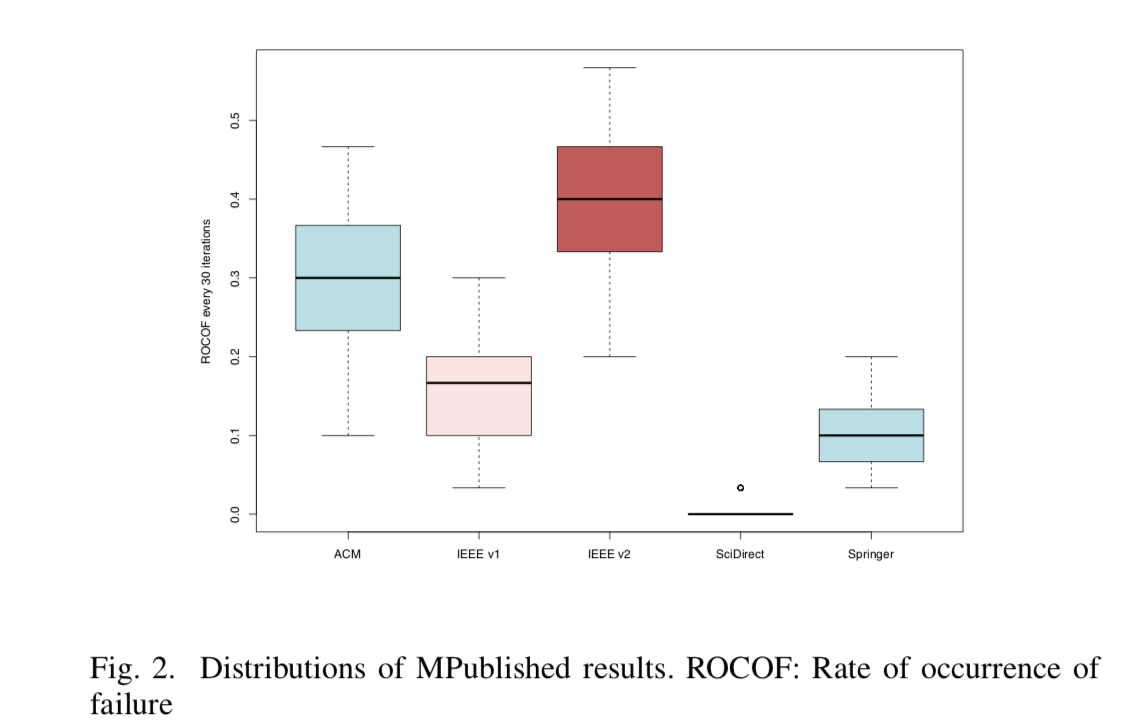 0.5
0.4
0.3
0.2
0.1
0.0
ROCOF every 30 iterations
ACM IEEE v1 IEEE v2 SciDirect Springer
Fig. 2. Distributions of MPublished results. ROCOF: Rate of occurrence of
failure